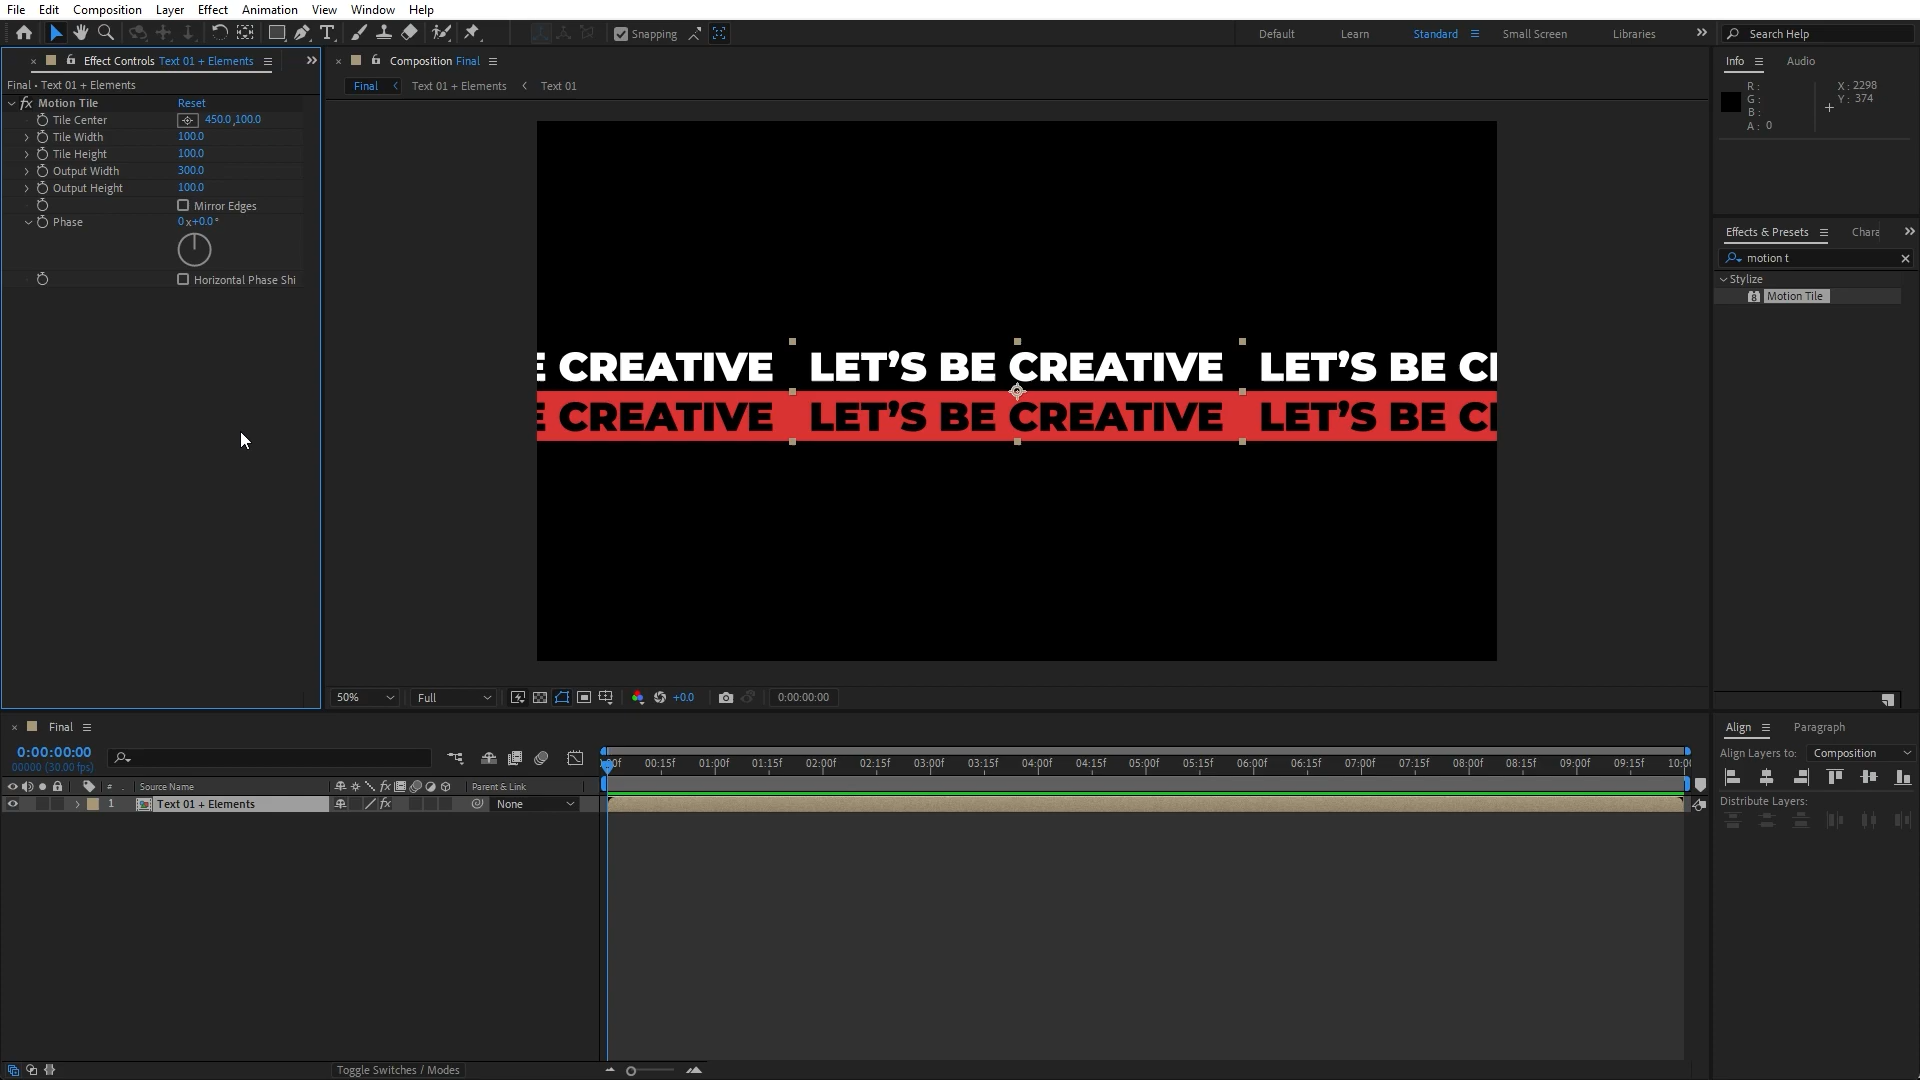 File Edit Composition Layer Effect Animation View Window Help
Snapping
Default Learn Standard Small Screen Libraries Search Help
Effect Controls Text 01 + Elements
Final • Text 01 + Elements
fx Motion Tile Reset
Tile Center 450.0,100.0
Tile Width 100.0
Tile Height 100.0
Output Width 300.0
Output Height 100.0
Mirror Edges
Phase 0x+0.0°
Horizontal Phase Shi
Composition Final
Final Text 01 + Elements Text 01
E CREATIVE LET'S BE CREATIVE LET'S BE CI
E CREATIVE LET'S BE CREATIVE LET'S BE CI
50% Full +0.0 0:00:00:00
Info Audio
R: X: 2298
G: Y: 374
B:
A: 0
Effects & Presets Chara
motion t
Stylize
Motion Tile
Final
0:00:00:00
00000 (30.00 fps)
# Source Name fx Parent & Link
1 Text 01 + Elements fx None
:00f 00:15f 01:00f 01:15f 02:00f 02:15f 03:00f 03:15f 04:00f 04:15f 05:00f 05:15f 06:00f 06:15f 07:00f 07:15f 08:00f 08:15f 09:00f 09:15f 10:0
Toggle Switches / Modes
Align Paragraph
Align Layers to: Composition
Distribute Layers: